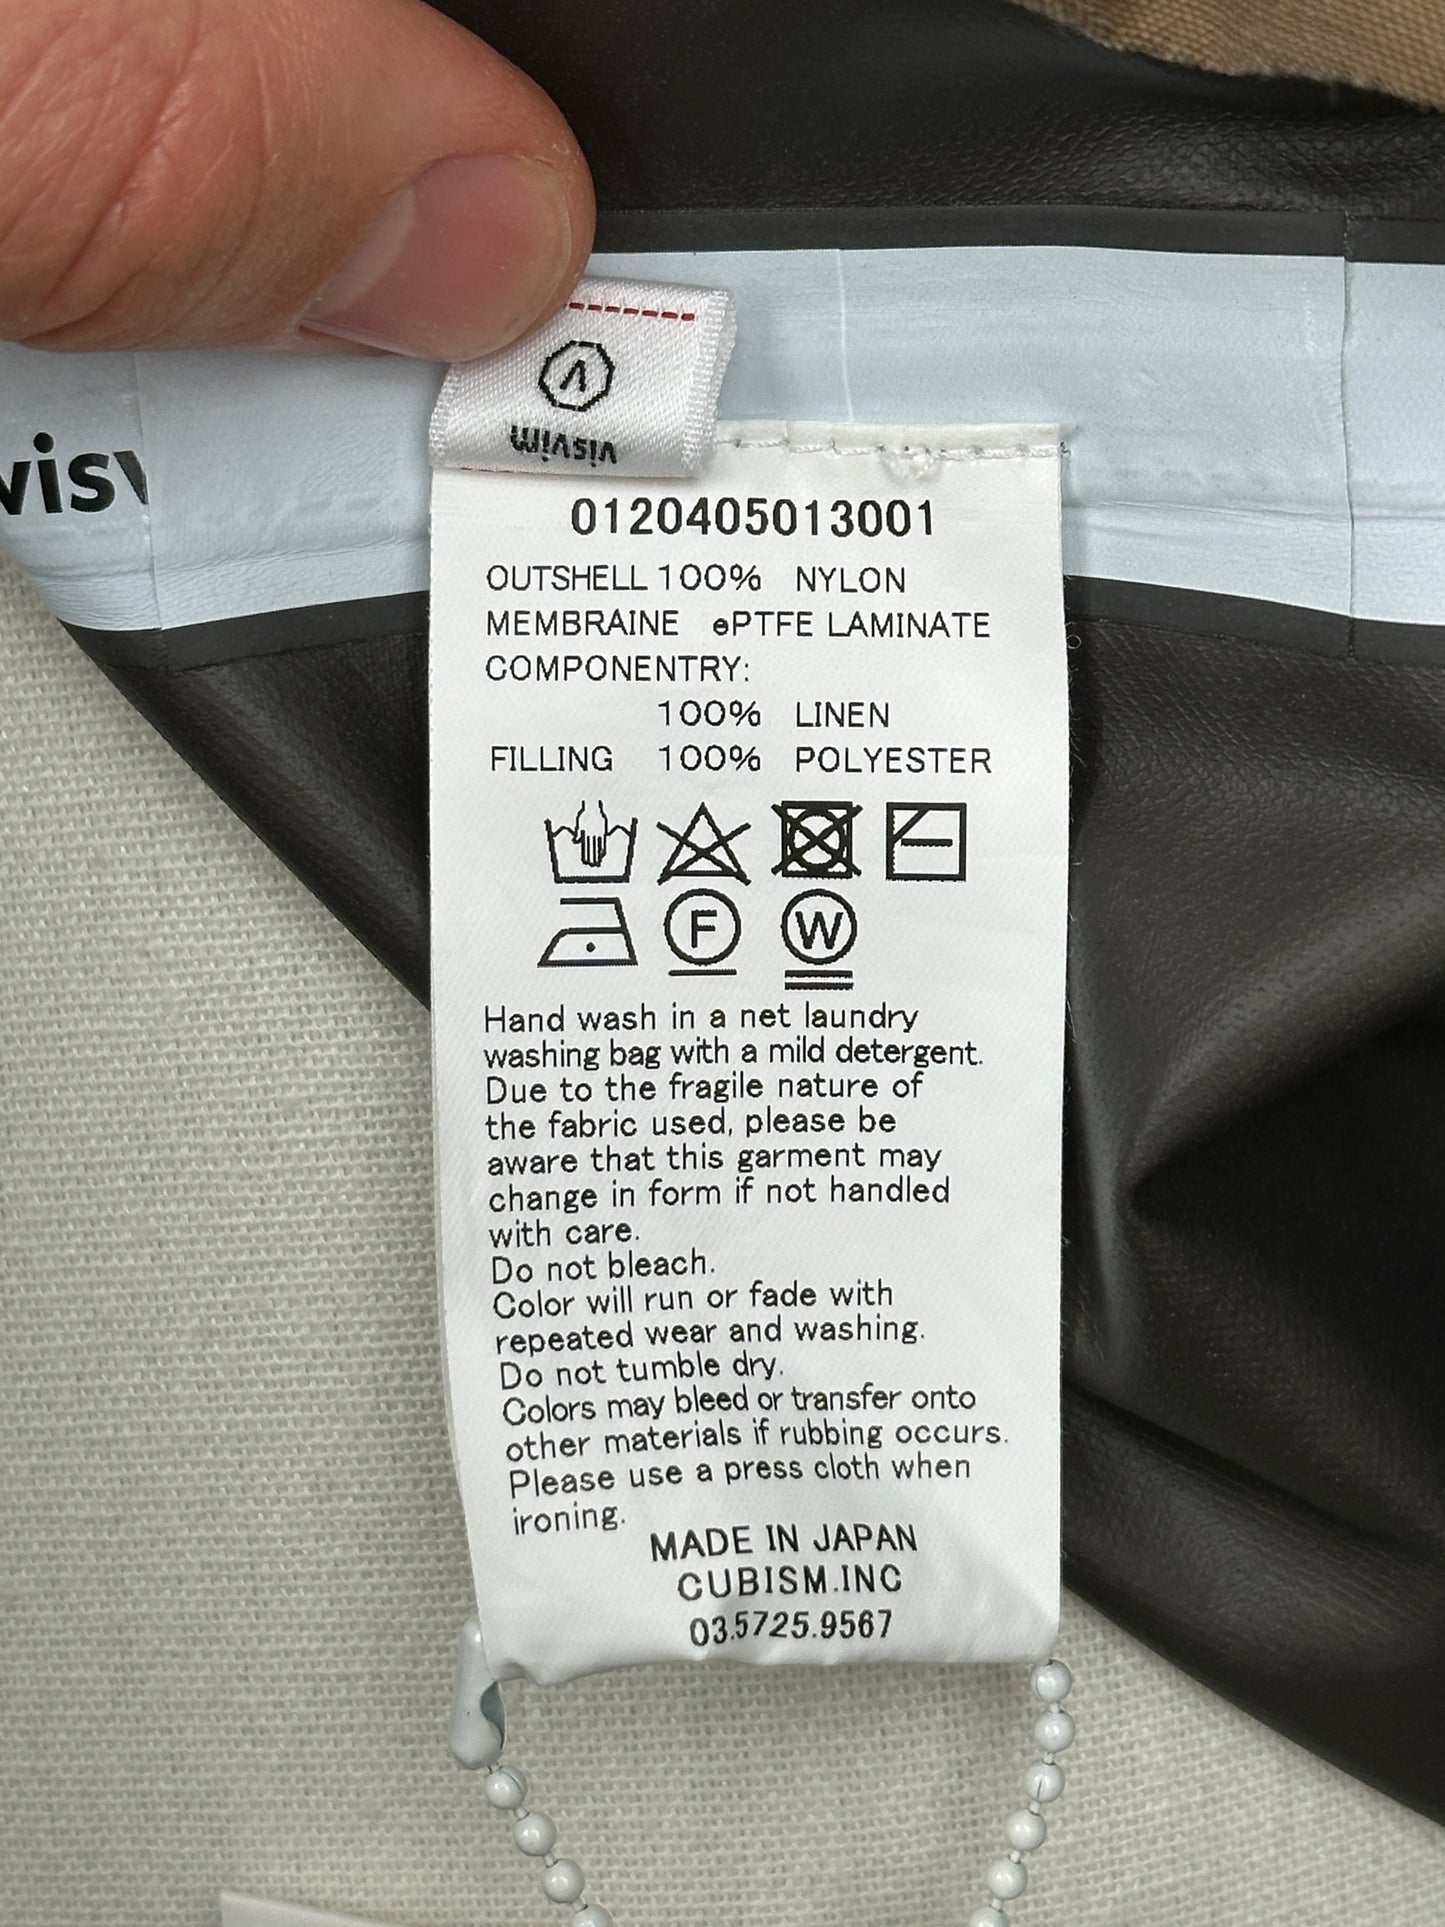 visvim
visv
0120405013001
OUTSHELL 100% NYLON
MEMBRAINE ePTFE LAMINATE
COMPONENTRY:
100% LINEN
FILLING 100% POLYESTER
F W
Hand wash in a net laundry
washing bag with a mild detergent.
Due to the fragile nature of
the fabric used, please be
aware that this garment may
change in form if not handled
with care.
Do not bleach.
Color will run or fade with
repeated wear and washing.
Do not tumble dry.
Colors may bleed or transfer onto
other materials if rubbing occurs.
Please use a press cloth when
ironing.
MADE IN JAPAN
CUBISM.INC
03.5725.9567